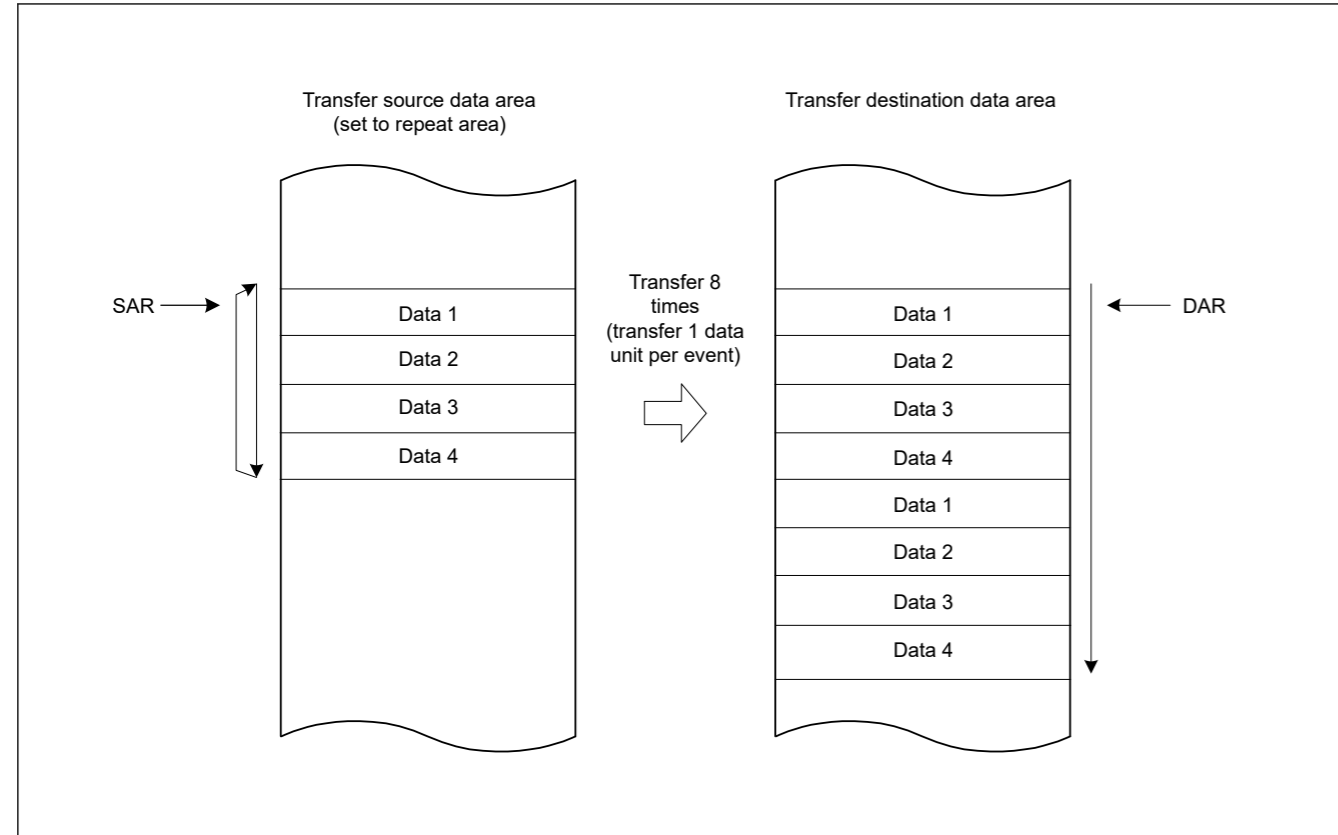 Transfer source data area
(set to repeat area)
Transfer destination data area
SAR
Data 1
Data 2
Data 3
Data 4
Transfer 8
times
(transfer 1 data
unit per event)
Data 1
Data 2
Data 3
Data 4
Data 1
Data 2
Data 3
Data 4
DAR